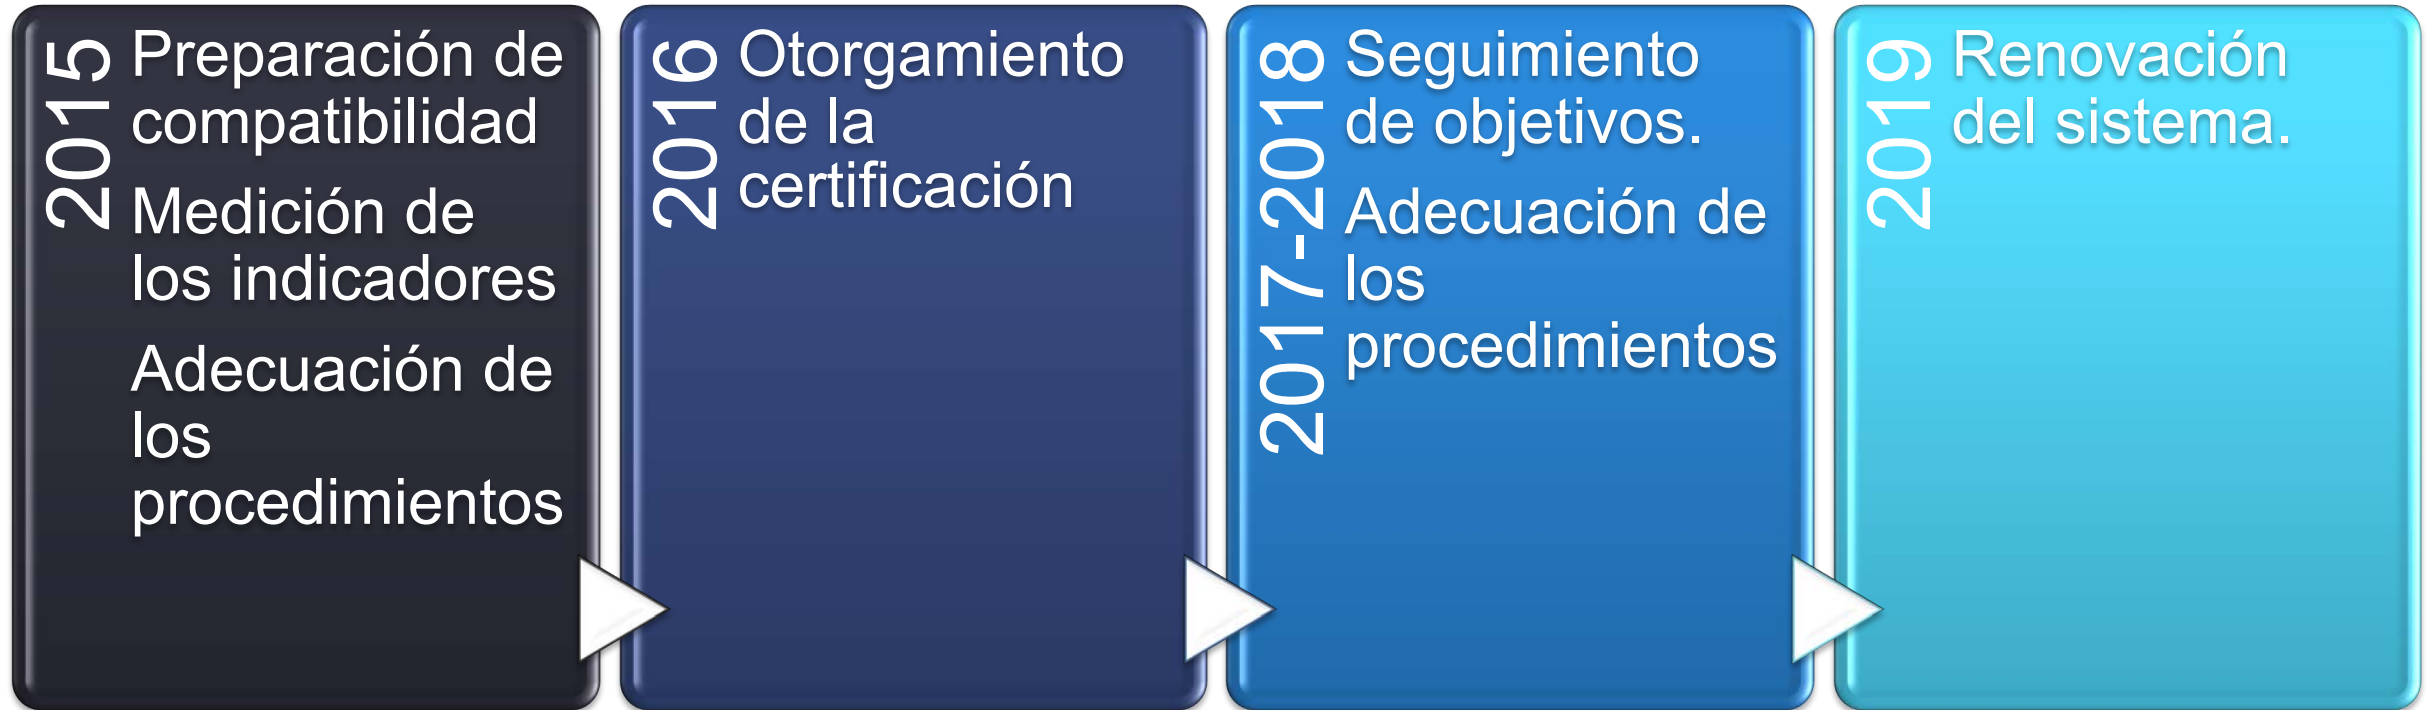 2015
Preparación de
compatibilidad
Medición de
los indicadores
Adecuación de
los
procedimientos
2016
Otorgamiento
de la
certificación
2017-2018
Seguimiento
de objetivos.
Adecuación de
los
procedimientos
2019
Renovación
del sistema.